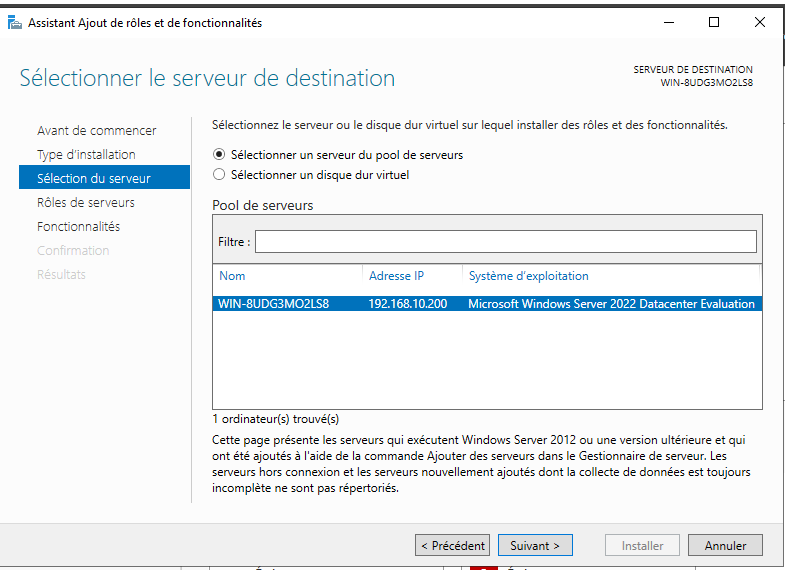 Assistant Ajout de rôles et de fonctionnalités
Sélectionner le serveur de destination
SERVEUR DE DESTINATION
WIN-8UDG3MO2LS8
Avant de commencer
Type d'installation
Sélection du serveur
Rôles de serveurs
Fonctionnalités
Confirmation
Résultats
Sélectionnez le serveur ou le disque dur virtuel sur lequel installer des rôles et des fonctionnalités.
Sélectionner un serveur du pool de serveurs
Sélectionner un disque dur virtuel
Pool de serveurs
Filtre :
Nom Adresse IP Système d'exploitation
WIN-8UDG3MO2LS8 192.168.10.200 Microsoft Windows Server 2022 Datacenter Evaluation
1 ordinateur(s) trouvé(s)
Cette page présente les serveurs qui exécutent Windows Server 2012 ou une version ultérieure et qui
ont été ajoutés à l'aide de la commande Ajouter des serveurs dans le Gestionnaire de serveur. Les
serveurs hors connexion et les serveurs nouvellement ajoutés dont la collecte de données est toujours
incomplète ne sont pas répertoriés.
< Précédent Suivant > Installer Annuler